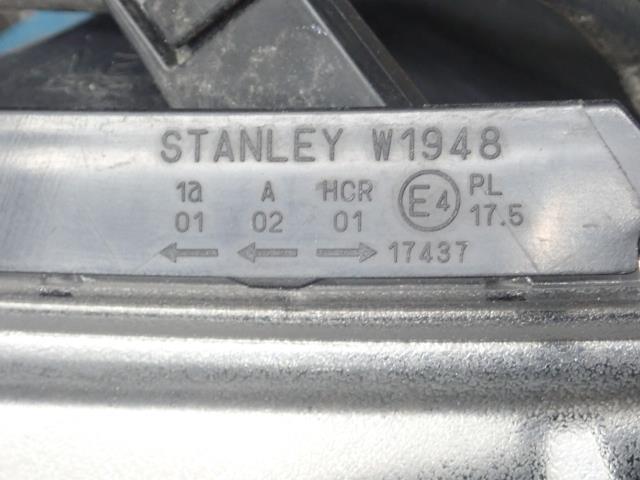 STANLEY W1948
1a A HCR E4 PL
01 02 01 17.5
← ← → 17437